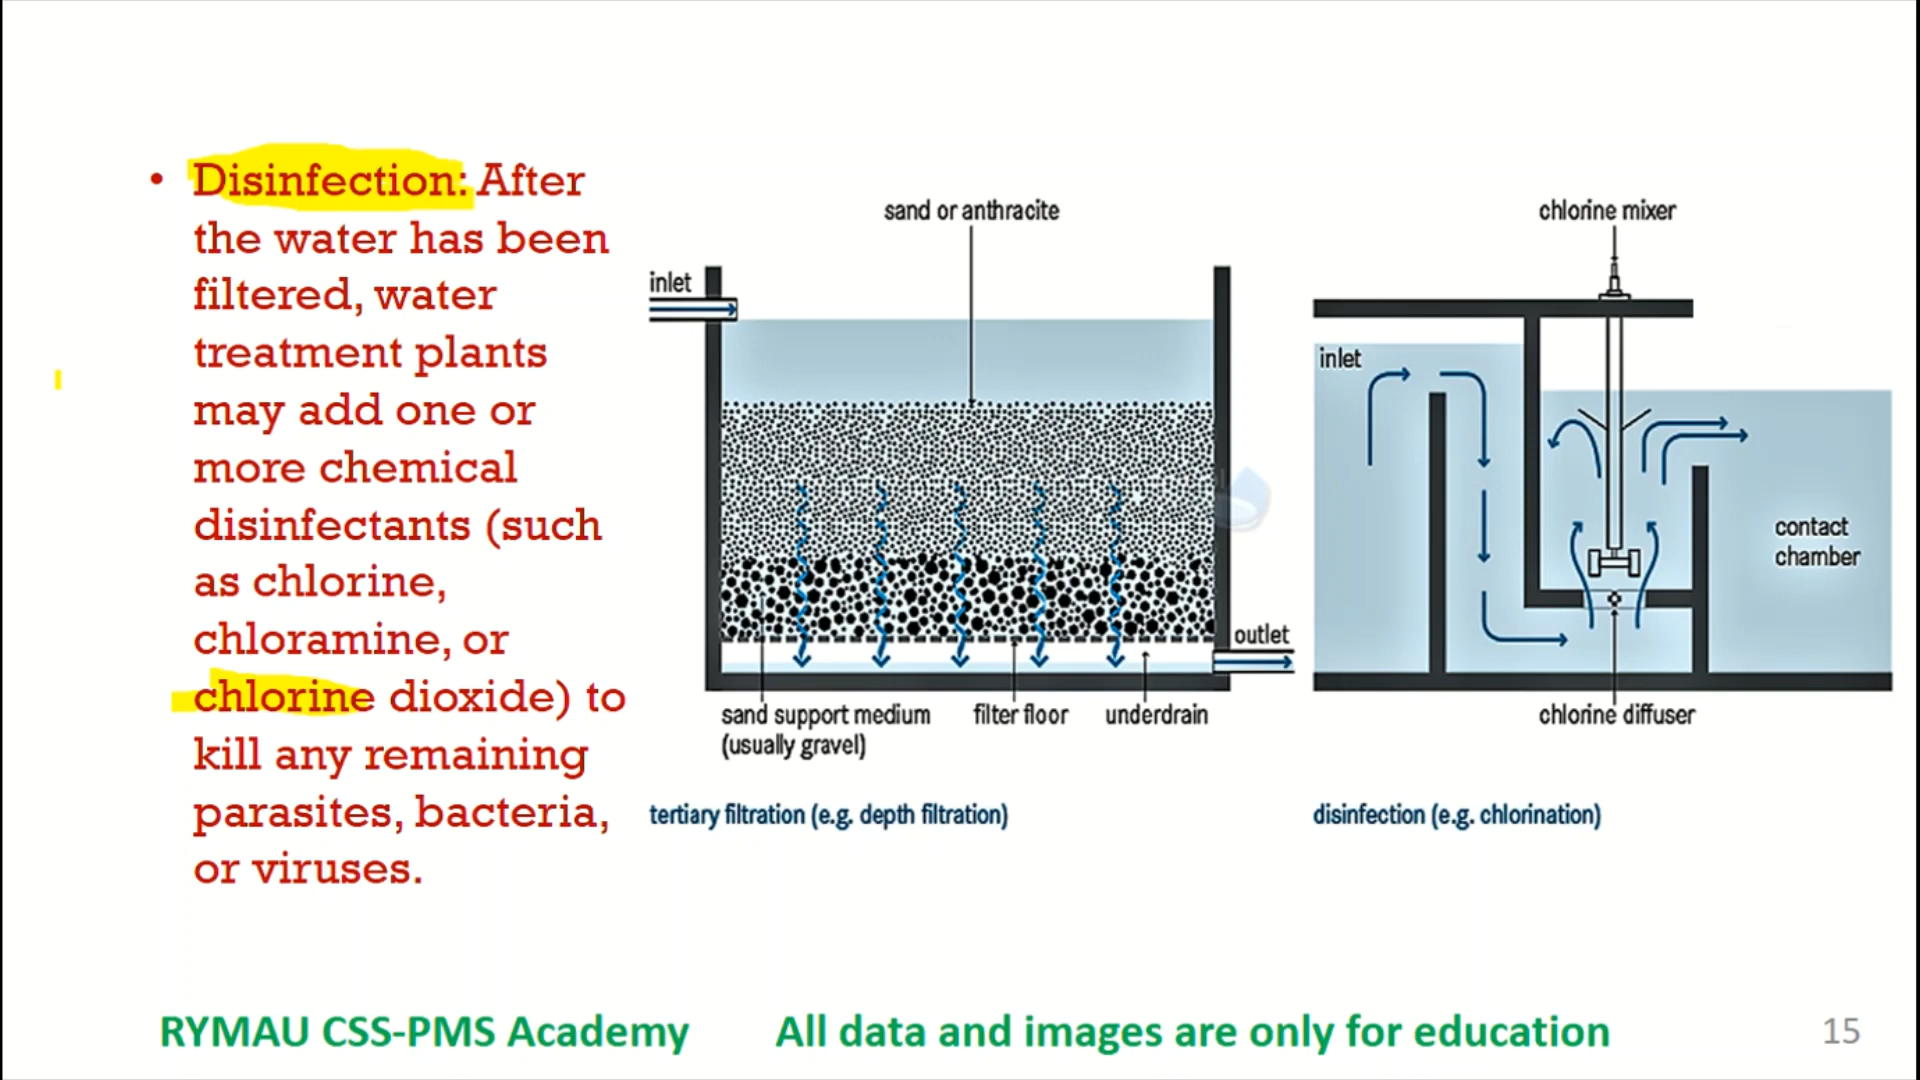 • Disinfection: After
the water has been
filtered, water
treatment plants
may add one or
more chemical
disinfectants (such
as chlorine,
chloramine, or
chlorine dioxide) to
kill any remaining
parasites, bacteria,
or viruses.
sand or anthracite
inlet
outlet
sand support medium
(usually gravel)
filter floor
underdrain
tertiary filtration (e.g. depth filtration)
chlorine mixer
inlet
contact
chamber
chlorine diffuser
disinfection (e.g. chlorination)
RYMAU CSS-PMS Academy
All data and images are only for education
15